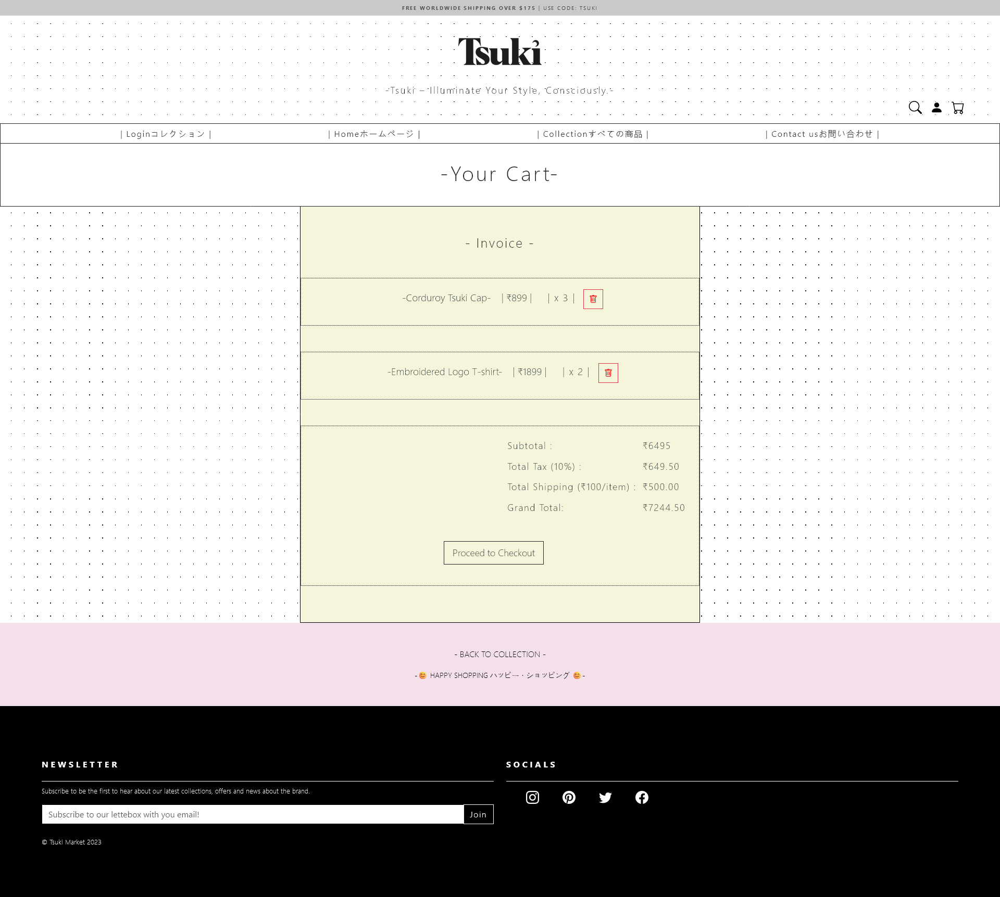 FREE WORLDWIDE SHIPPING OVER $175 | USE CODE: TSUKI
Tsuki
-Tsuki – Illuminate Your Style, Consciously.-
| Loginコレクション | | Homeホームページ | | Collectionすべての商品 | | Contact usお問い合わせ |
-Your Cart-
- Invoice -
-Corduroy Tsuki Cap- | ₹899 | | x 3 |
-Embroidered Logo T-shirt- | ₹1899 | | x 2 |
Subtotal : ₹6495
Total Tax (10%) : ₹649.50
Total Shipping (₹100/item) : ₹500.00
Grand Total: ₹7244.50
Proceed to Checkout
- BACK TO COLLECTION -
-😊 HAPPY SHOPPING ハッピー・ショッピング 😊-
NEWSLETTER
Subscribe to be the first to hear about our latest collections, offers and news about the brand.
Subscribe to our lettebox with you email! Join
© Tsuki Market 2023
SOCIALS